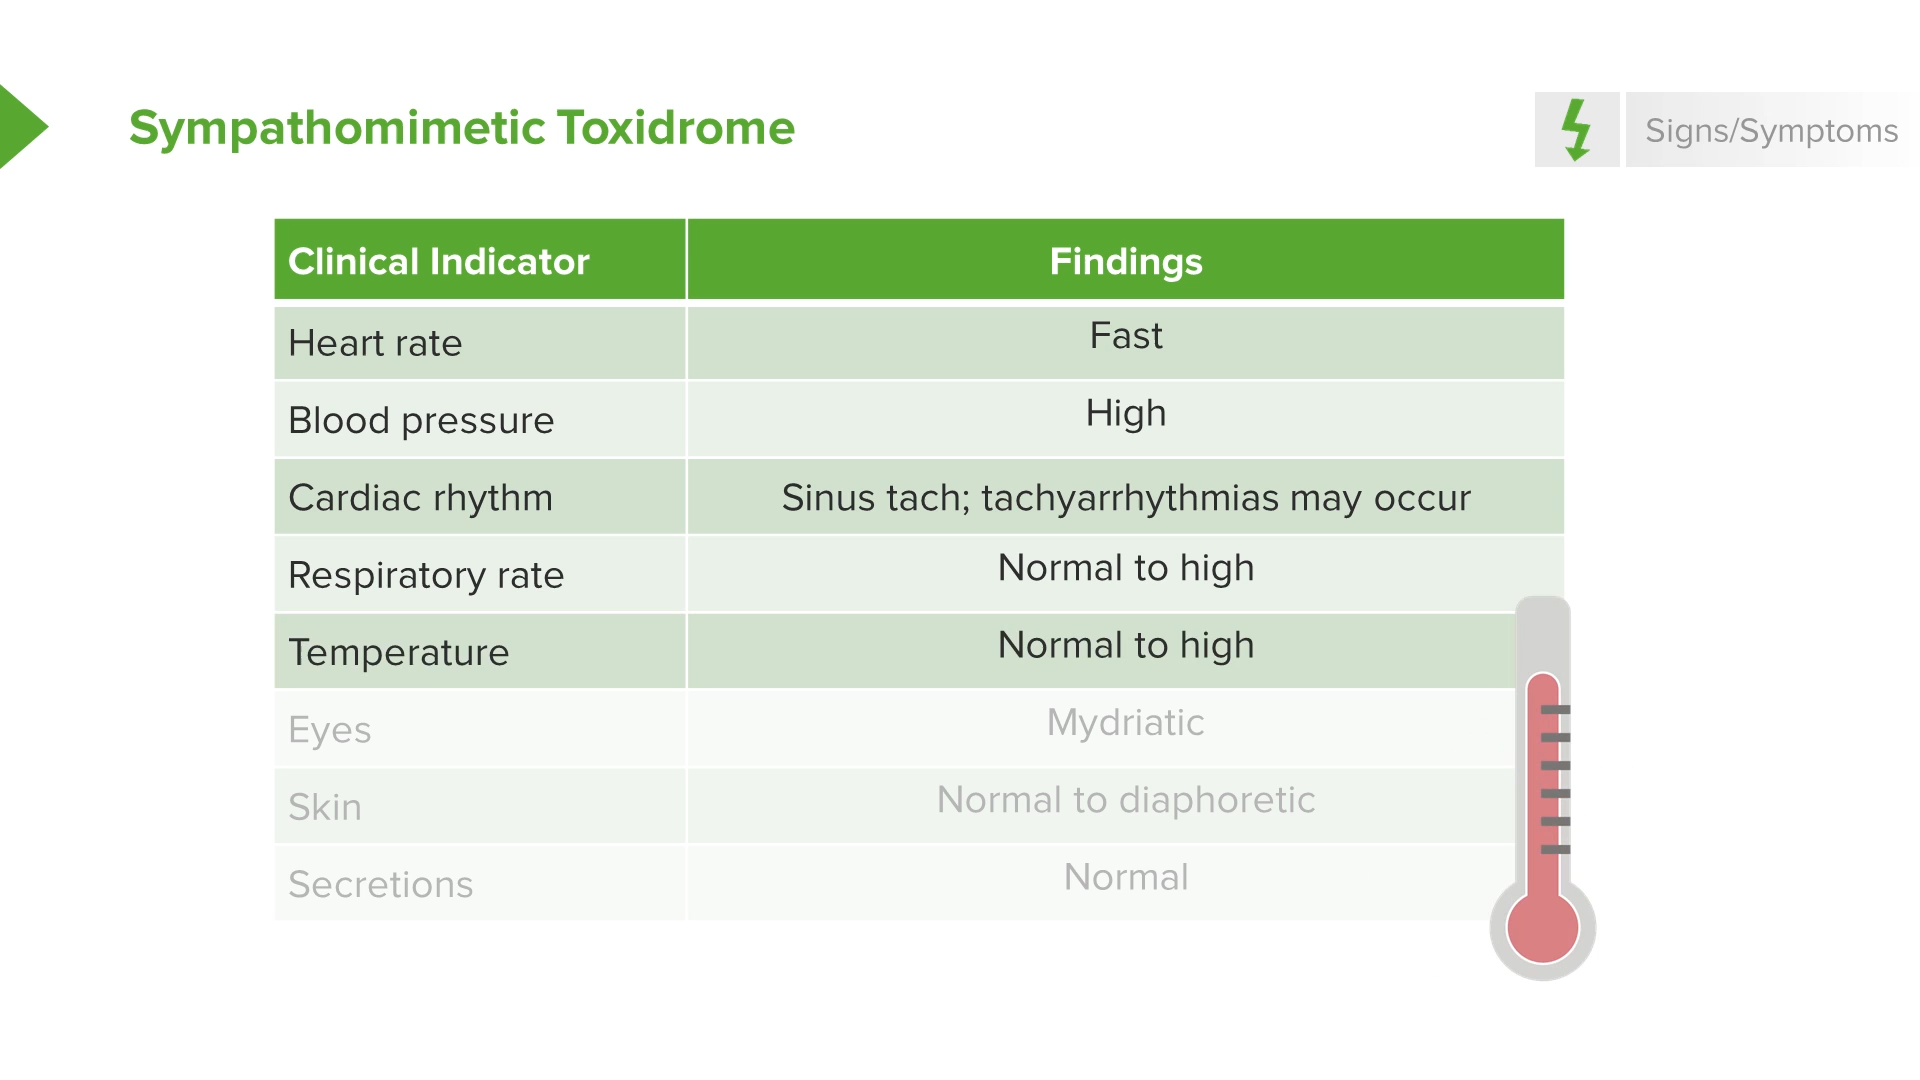 Sympathomimetic Toxidrome
Signs/Symptoms
Clinical Indicator Findings
Heart rate Fast
Blood pressure High
Cardiac rhythm Sinus tach; tachyarrhythmias may occur
Respiratory rate Normal to high
Temperature Normal to high
Eyes Mydriatic
Skin Normal to diaphoretic
Secretions Normal